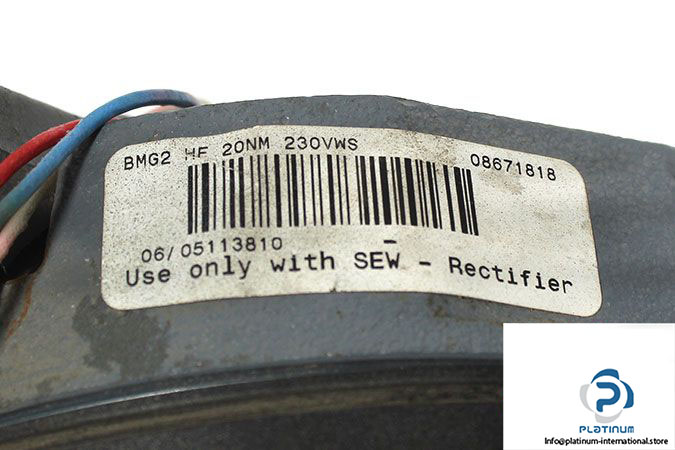 BMG2 HF 20NM 230VWS 08671818
06/05113810 -
Use only with SEW - Rectifier
P
PLATINUM
Info@platinum-international.store